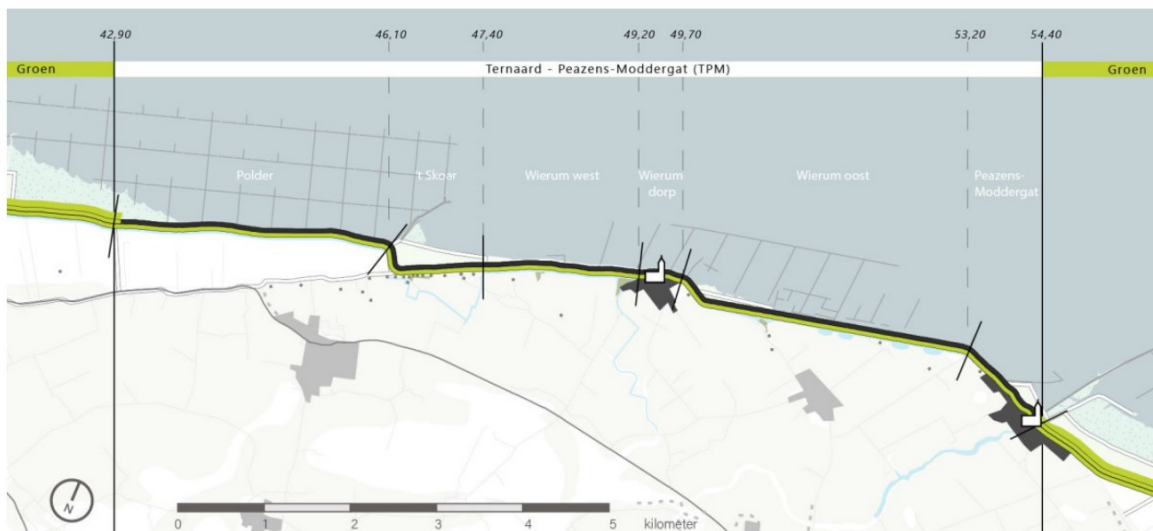 42,90 46,10 47,40 49,20 49,70 53,20 54,40
Groen Ternaard - Peazens-Moddergat (TPM) Groen
Polder 't Skoar Wierum west Wierum dorp Wierum oost Peazens-Moddergat
N
0 1 2 3 4 5 kilometer